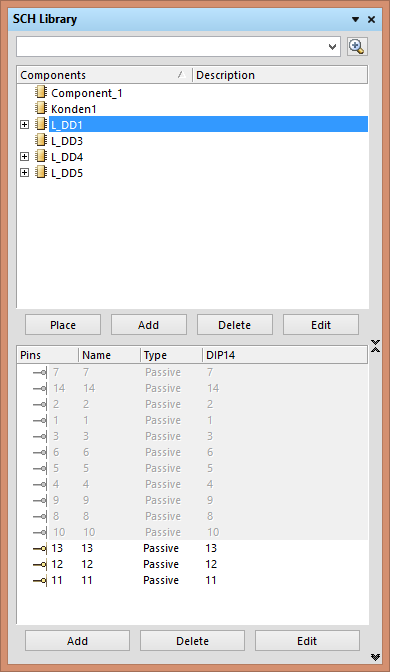 SCH Library
Components Description
Component_1
Konden1
L_DD1
L_DD3
L_DD4
L_DD5
Place Add Delete Edit
Pins Name Type DIP14
7 7 Passive 7
14 14 Passive 14
2 2 Passive 2
1 1 Passive 1
3 3 Passive 3
6 6 Passive 6
5 5 Passive 5
4 4 Passive 4
9 9 Passive 9
8 8 Passive 8
10 10 Passive 10
13 13 Passive 13
12 12 Passive 12
11 11 Passive 11
Add Delete Edit